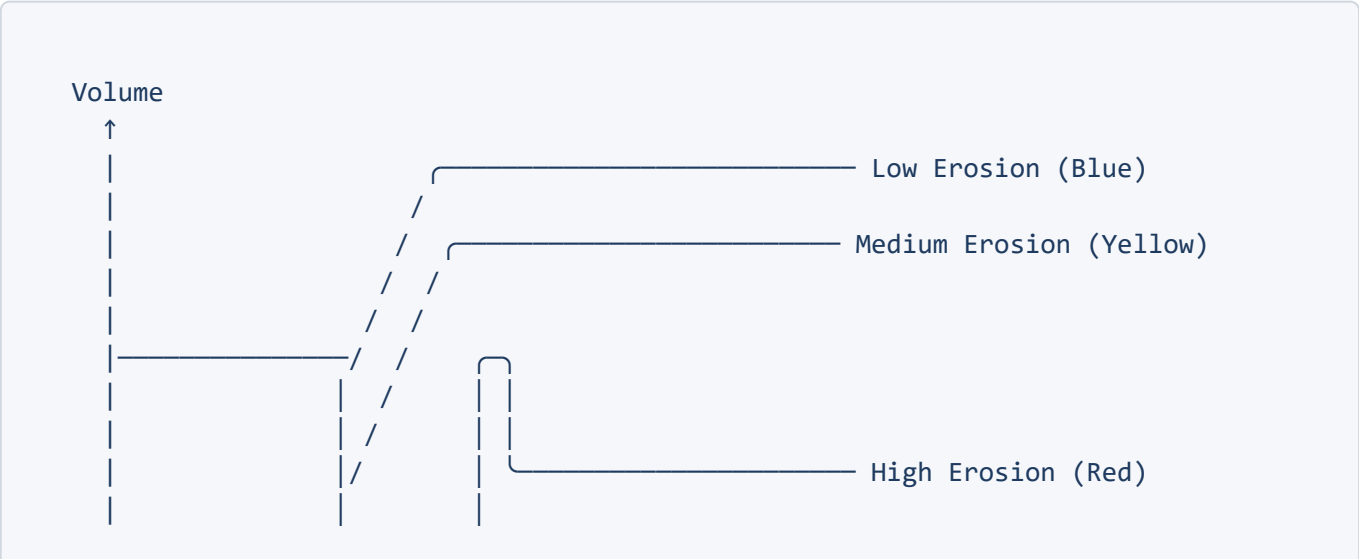 Volume
Low Erosion (Blue)
Medium Erosion (Yellow)
High Erosion (Red)